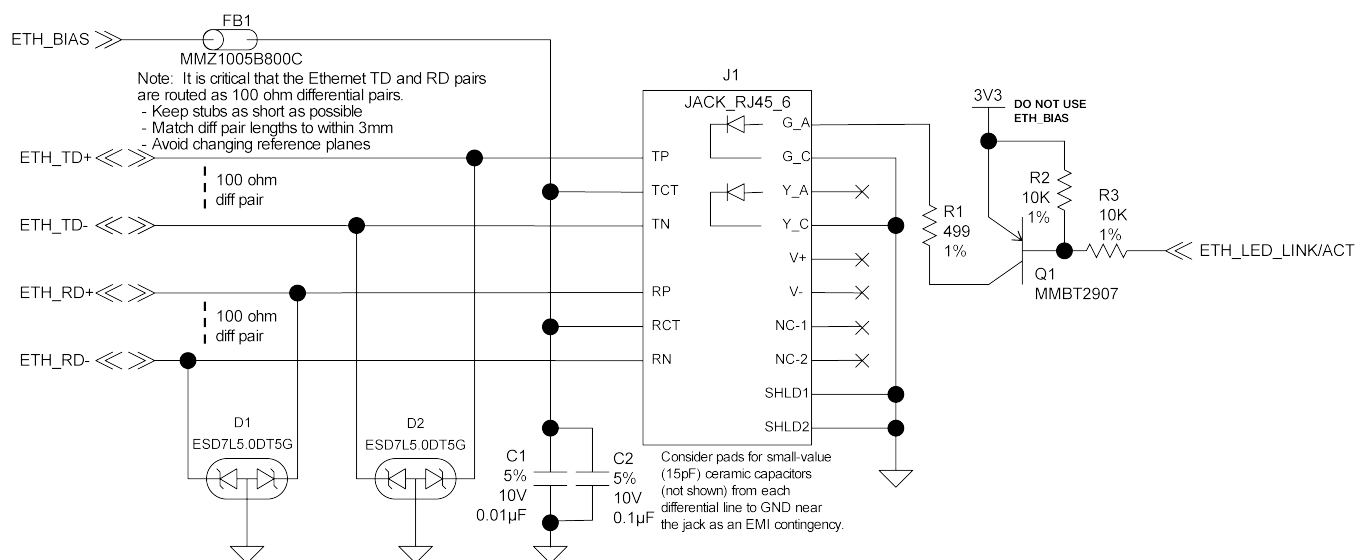 FB1
ETH_BIAS
MMZ1005B800C
Note: It is critical that the Ethernet TD and RD pairs
are routed as 100 ohm differential pairs.
- Keep stubs as short as possible
- Match diff pair lengths to within 3mm
- Avoid changing reference planes
ETH_TD+
100 ohm
diff pair
ETH_TD-
ETH_RD+
100 ohm
diff pair
ETH_RD-
D1
ESD7L5.0DT5G
D2
ESD7L5.0DT5G
C1
5%
10V
0.01µF
C2
5%
10V
0.1µF
J1
JACK_RJ45_6
TP
TCT
TN
RP
RCT
RN
G_A
G_C
Y_A
Y_C
V+
V-
NC-1
NC-2
SHLD1
SHLD2
Consider pads for small-value
(15pF) ceramic capacitors
(not shown) from each
differential line to GND near
the jack as an EMI contingency.
3V3
DO NOT USE
ETH_BIAS
R1
499
1%
R2
10K
1%
R3
10K
1%
Q1
MMBT2907
ETH_LED_LINK/ACT